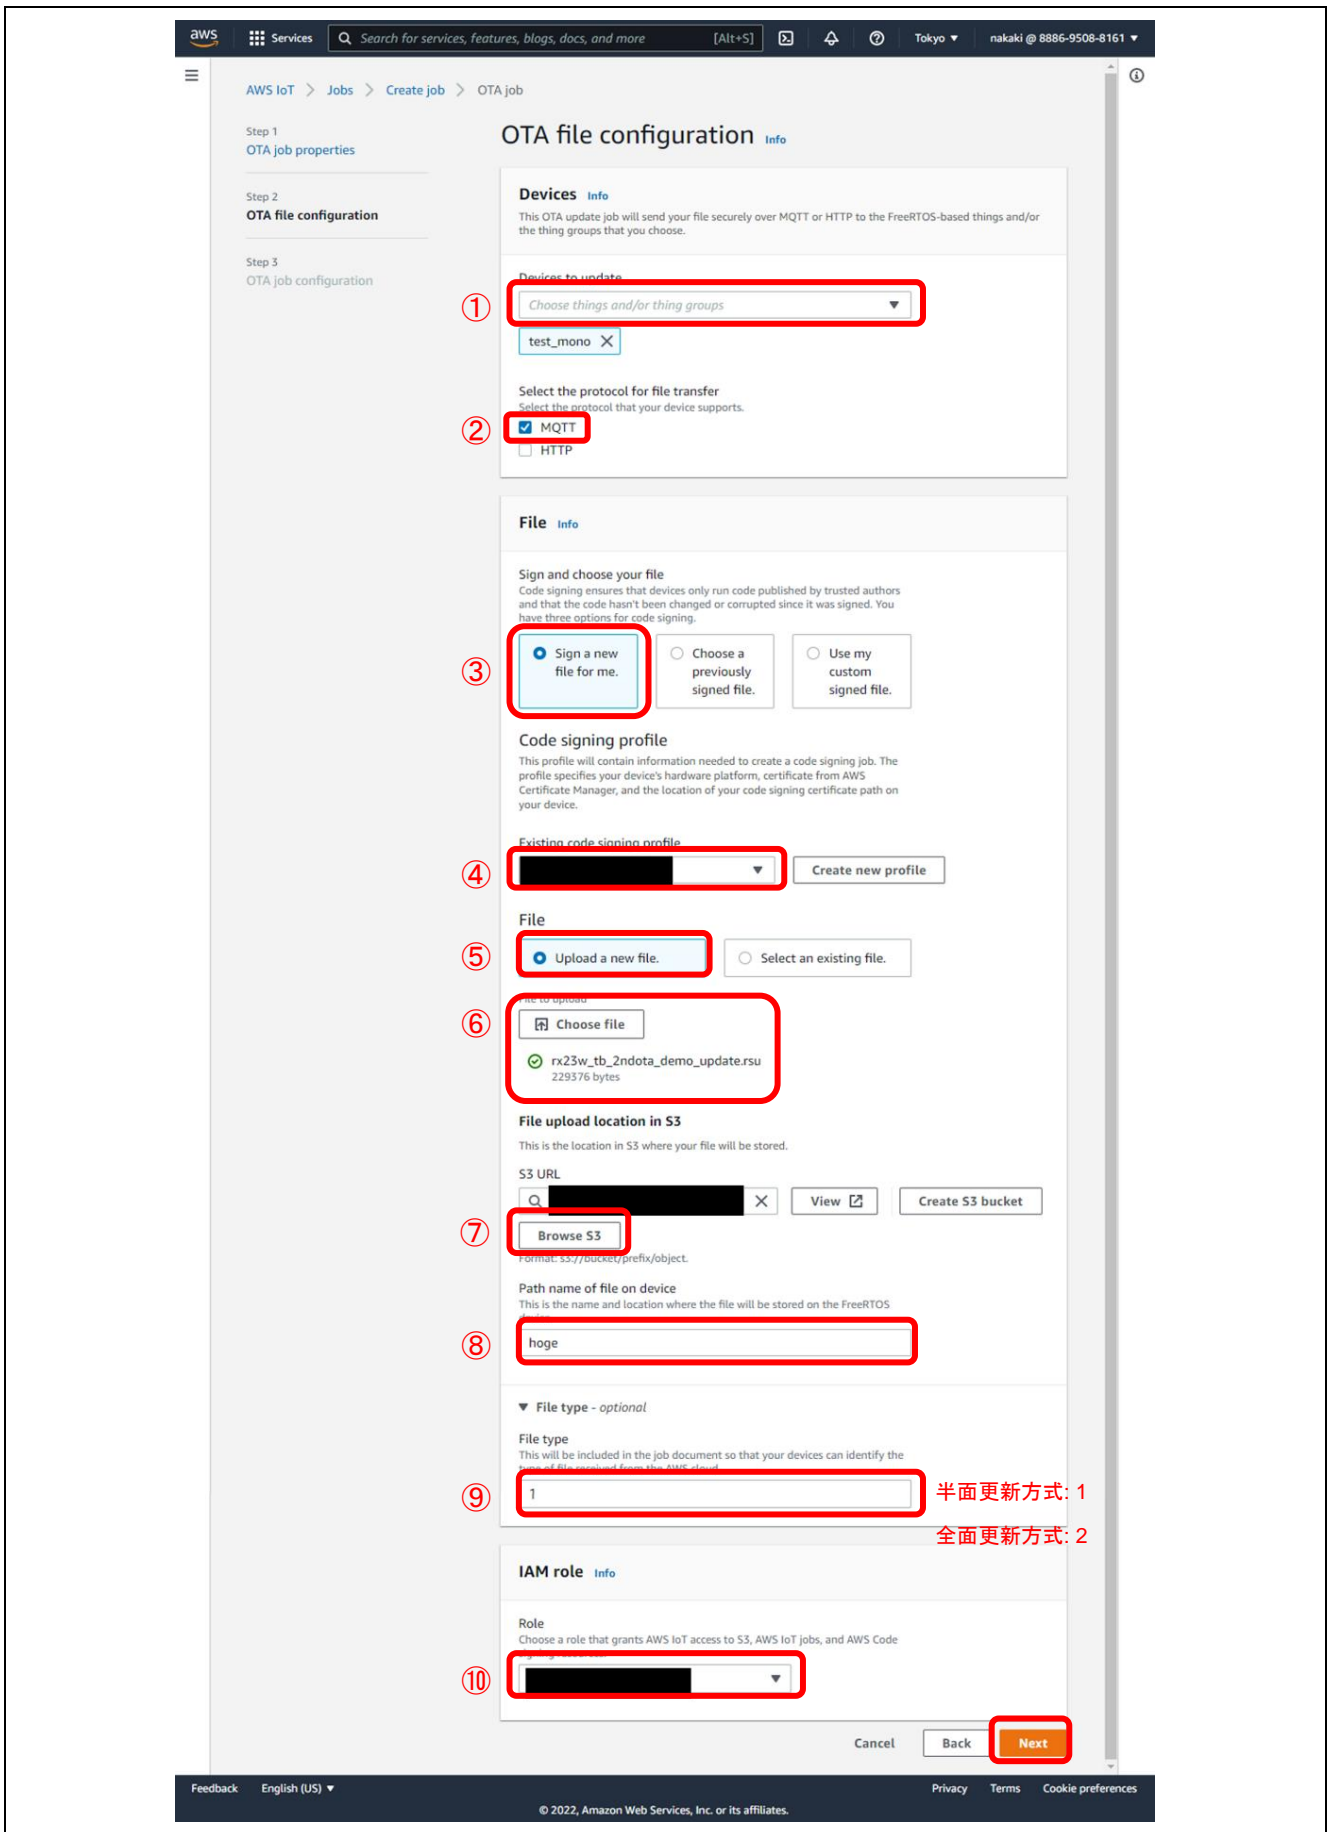 aws Services Search for services, features, blogs, docs, and more [Alt+S] Tokyo ▼ nakaki @ 8886-9508-8161 ▼
AWS IoT > Jobs > Create job > OTA job
Step 1
OTA job properties
Step 2
OTA file configuration
Step 3
OTA job configuration
OTA file configuration Info
Devices Info
This OTA update job will send your file securely over MQTT or HTTP to the FreeRTOS-based things and/or
the thing groups that you choose.
Devices to update
① Choose things and/or thing groups
test_mono
Select the protocol for file transfer
Select the protocol that your device supports.
② MQTT
HTTP
File Info
Sign and choose your file
Code signing ensures that devices only run code published by trusted authors
and that the code hasn't been changed or corrupted since it was signed. You
have three options for code signing.
③
Sign a new
file for me.
Choose a
previously
signed file.
Use my
custom
signed file.
Code signing profile
This profile will contain information needed to create a code signing job. The
profile specifies your device's hardware platform, certificate from AWS
Certificate Manager, and the location of your code signing certificate path on
your device.
Existing code signing profile
④ Create new profile
File
⑤ Upload a new file. Select an existing file.
File to upload
⑥ Choose file
rx23w_tb_2ndota_demo_update.rsu
229376 bytes
File upload location in S3
This is the location in S3 where your file will be stored.
S3 URL
View Create S3 bucket
⑦ Browse S3
Format: s3://bucket/prefix/object.
Path name of file on device
This is the name and location where the file will be stored on the FreeRTOS
device.
⑧ hoge
▼ File type - optional
File type
This will be included in the job document so that your devices can identify the
type of file received from the AWS cloud.
⑨ 1 半面更新方式: 1
全面更新方式: 2
IAM role Info
Role
Choose a role that grants AWS IoT access to S3, AWS IoT jobs, and AWS Code
signing resources.
⑩
Cancel Back Next
Feedback English (US) ▼ Privacy Terms Cookie preferences
© 2022, Amazon Web Services, Inc. or its affiliates.